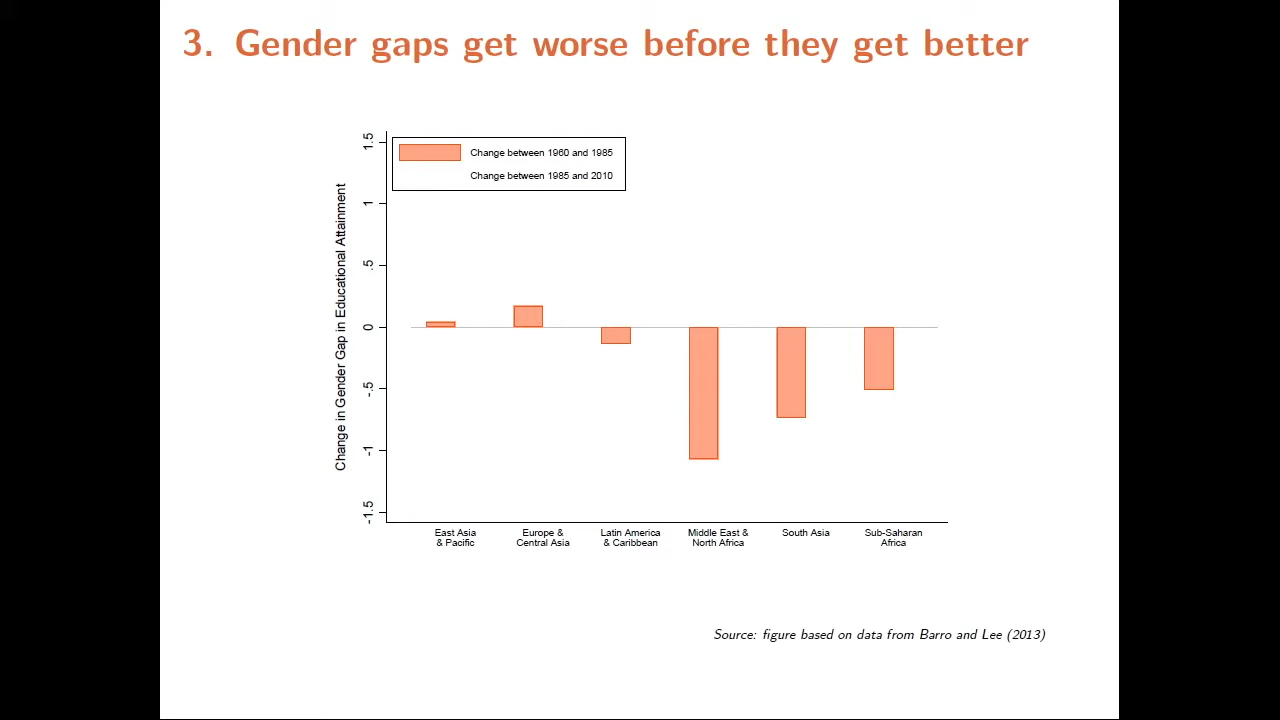 3. Gender gaps get worse before they get better
Change between 1960 and 1985
Change between 1985 and 2010
Change in Gender Gap in Educational Attainment
1.5
1
.5
0
-.5
-1
-1.5
East Asia
& Pacific
Europe &
Central Asia
Latin America
& Caribbean
Middle East &
North Africa
South Asia
Sub-Saharan
Africa
Source: figure based on data from Barro and Lee (2013)